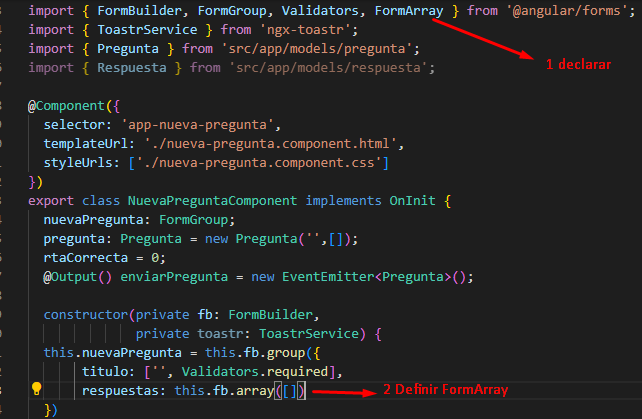 import { FormBuilder, FormGroup, Validators, FormArray } from '@angular/forms';
import { ToastrService } from 'ngx-toastr';
import { Pregunta } from 'src/app/models/pregunta';
1 declarar
import { Respuesta } from 'src/app/models/respuesta';
@Component({
selector: 'app-nueva-pregunta',
templateUrl: './nueva-pregunta.component.html',
styleUrls: ['./nueva-pregunta.component.css']
})
export class NuevaPreguntaComponent implements OnInit {
nuevaPregunta: FormGroup;
pregunta: Pregunta = new Pregunta('',[]);
rtaCorrecta = 0;
@Output() enviarPregunta = new EventEmitter<Pregunta>();
constructor(private fb: FormBuilder,
private toastr: ToastrService) {
this.nuevaPregunta = this.fb.group({
titulo: ['', Validators.required],
respuestas: this.fb.array([]) 2 Definir FormArray
})